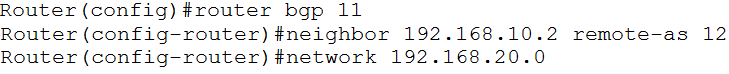 Router(config)#router bgp 11
Router(config-router)#neighbor 192.168.10.2 remote-as 12
Router(config-router)#network 192.168.20.0